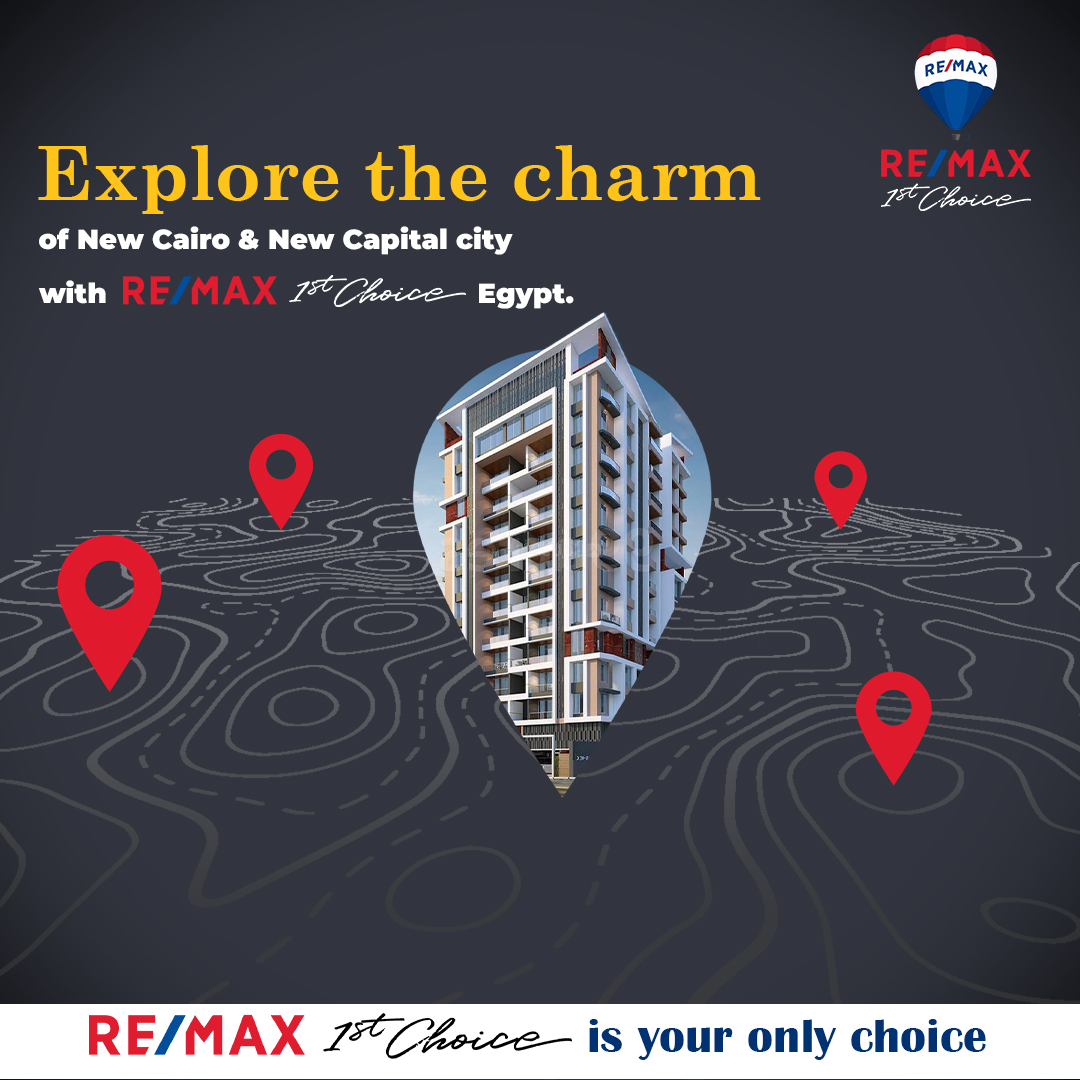 RE/MAX
RE/MAX
1st Choice
Explore the charm
of New Cairo & New Capital city
with RE/MAX 1st Choice Egypt.
RE/MAX 1st Choice is your only choice